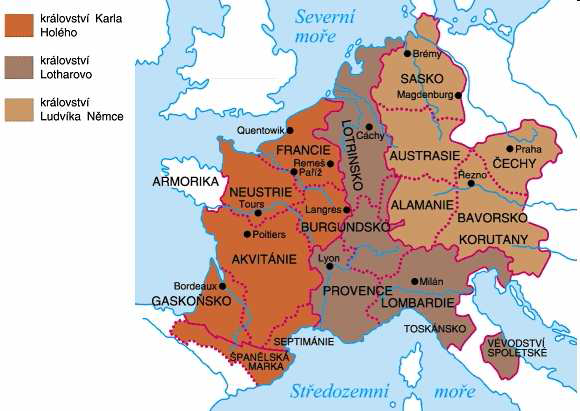 království Karla
Holého
království
Lotharovo
království
Ludvíka Němce
Severní
moře
Brémy
SASKO
Magdenburg
Quentowik
FRANCIE
LOTRINSKO
Cáchy
AUSTRASIE
Praha
ČECHY
Remeš
Paříž
ARMORIKA
NEUSTRIE
Tours
Langres
Řezno
ALAMANIE
BAVORSKO
BURGUNDSKO
Poitiers
KORUTANY
AKVITÁNIE
Lyon
Bordeaux
GASKOŇSKO
PROVENCE
Milán
LOMBARDIE
TOSKÁNSKO
SEPTIMÁNIE
VÉVODSTVÍ
SPOLETSKÉ
ŠPANĚLSKÁ
MARKA
Středozemní moře